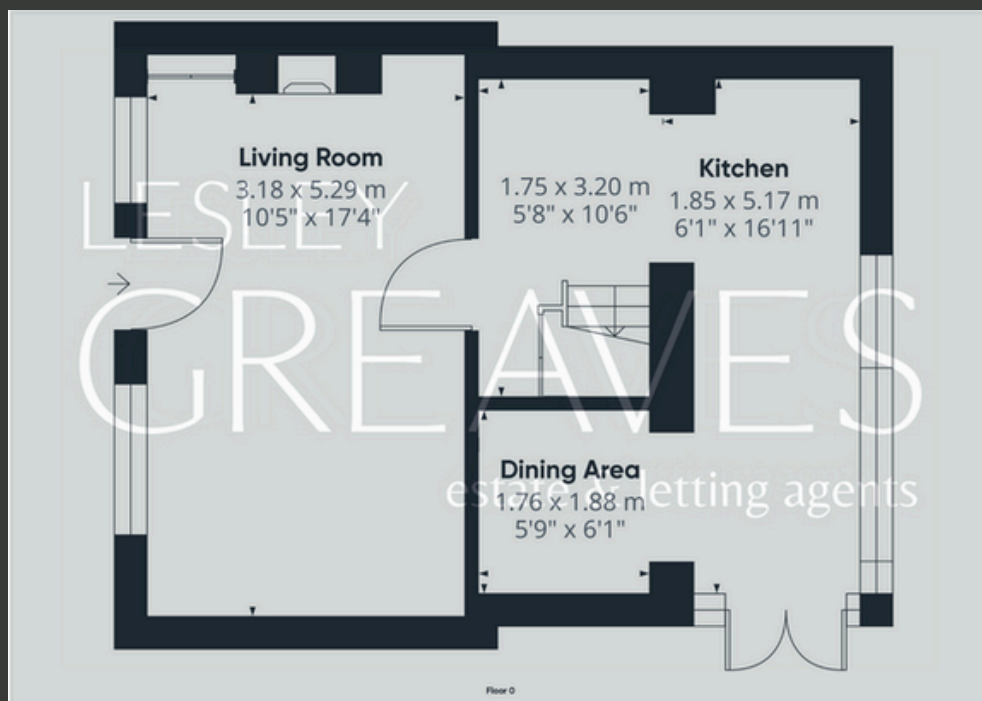 Living Room
3.18 x 5.29 m
10'5" x 17'4"
1.75 x 3.20 m
5'8" x 10'6"
Kitchen
1.85 x 5.17 m
6'1" x 16'11"
LESLEY
GREAVES
estate & letting agents
Dining Area
1.76 x 1.88 m
5'9" x 6'1"
Floor 0